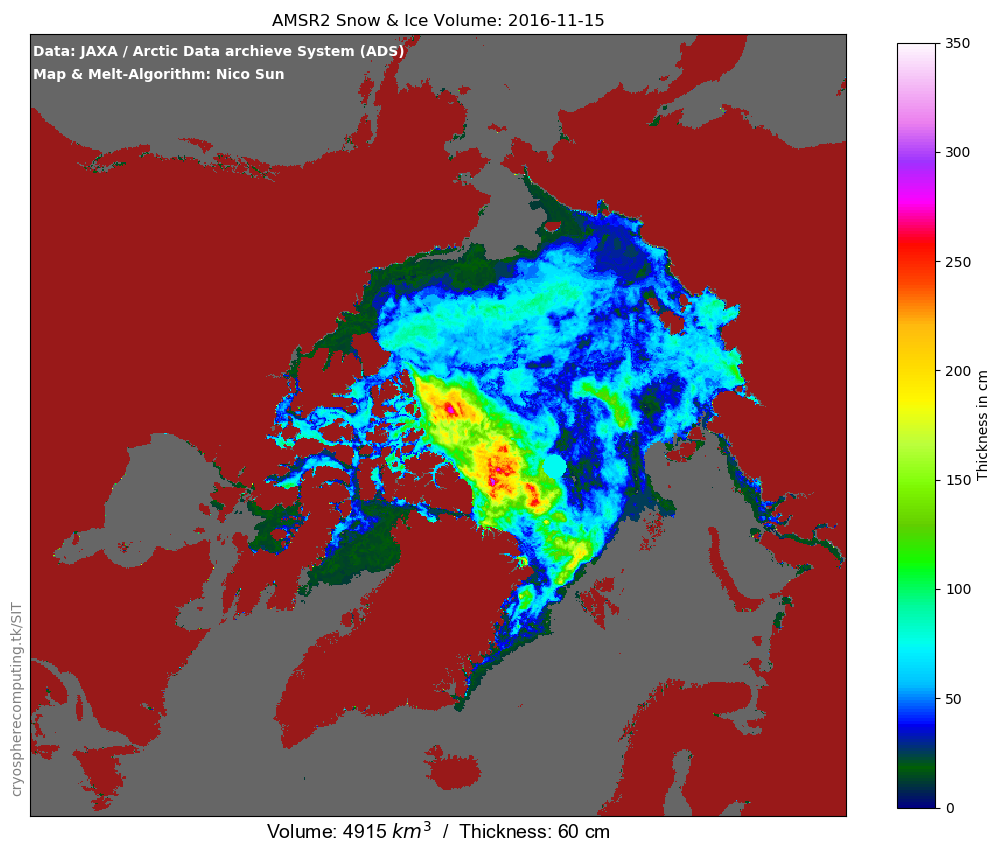 AMSR2 Snow & Ice Volume: 2016-11-15
Data: JAXA / Arctic Data archieve System (ADS)
Map & Melt-Algorithm: Nico Sun
350
300
250
200
150
100
50
0
Thickness in cm
cryospherecomputing.tk/SIT
Volume: 4915 km³ / Thickness: 60 cm